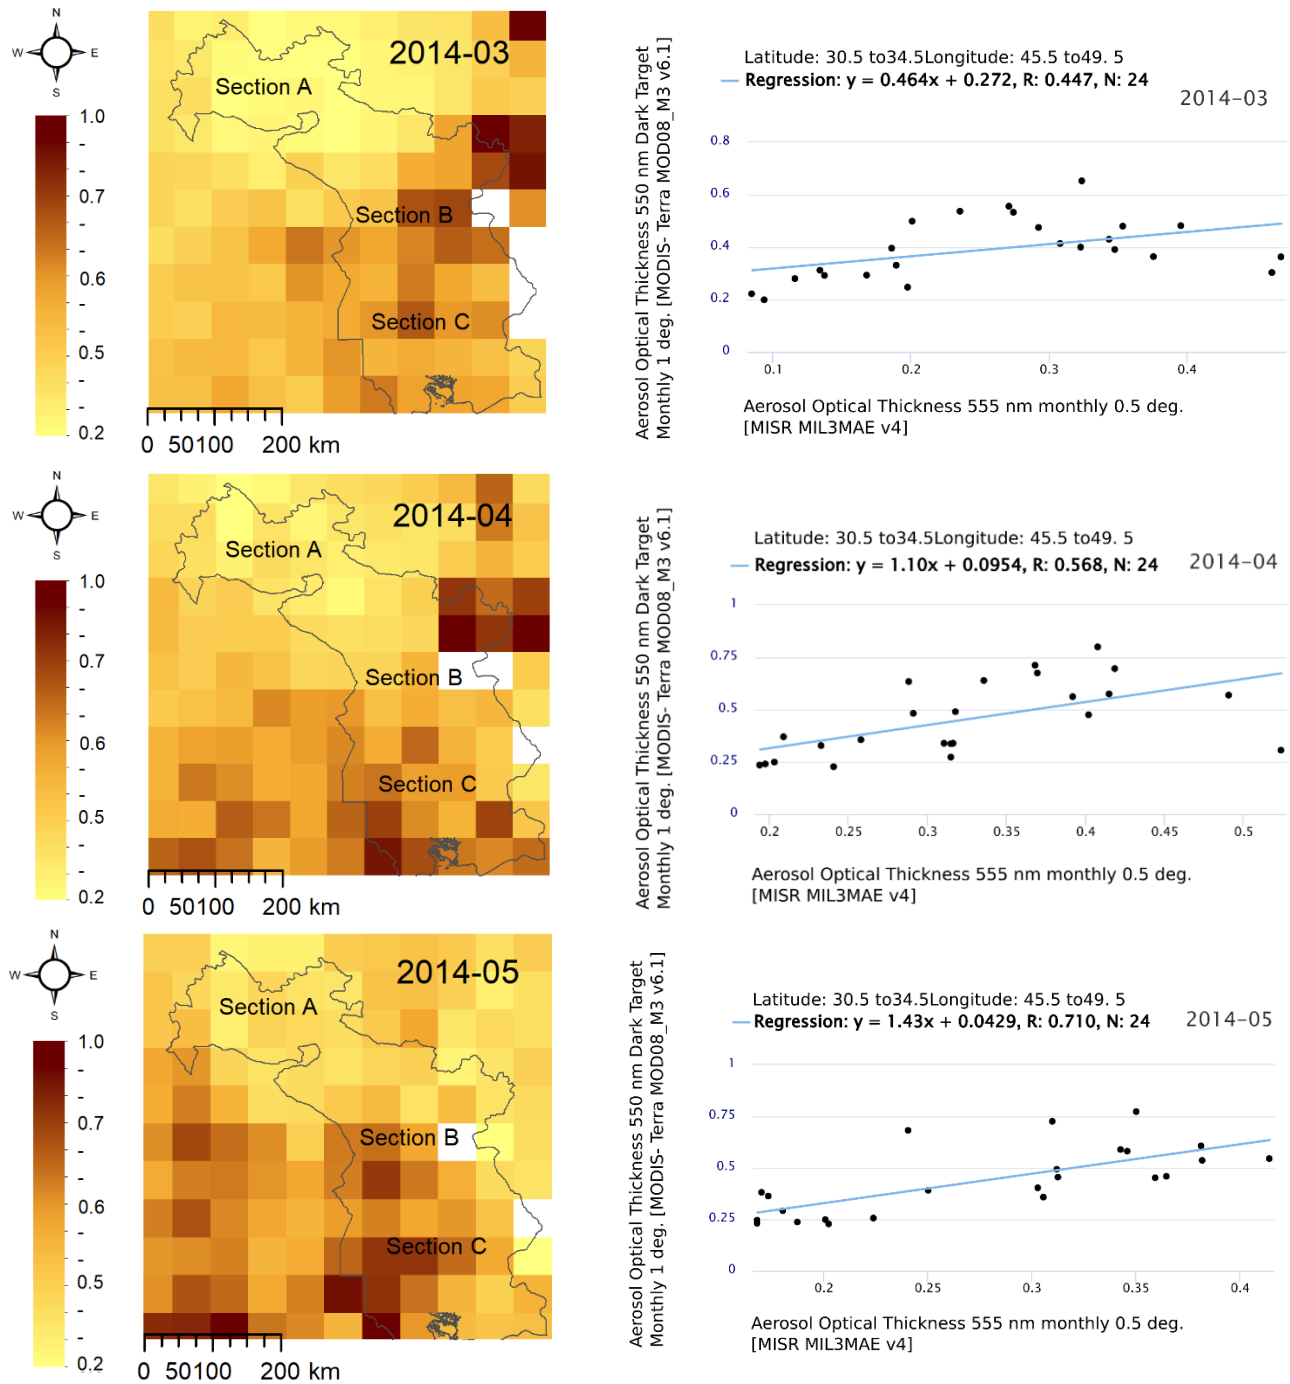 N
W
E
S
2014-03
Section A
Section B
Section C
1.0
-
-
0.7
-
-
0.6
-
-
0.5
-
-
0.2
0 50100 200 km
Latitude: 30.5 to34.5Longitude: 45.5 to49. 5
Regression: y = 0.464x + 0.272, R: 0.447, N: 24
2014-03
Aerosol Optical Thickness 550 nm Dark Target
Monthly 1 deg. [MODIS- Terra MOD08_M3 v6.1]
0.8
0.6
0.4
0.2
0
0.1 0.2 0.3 0.4
Aerosol Optical Thickness 555 nm monthly 0.5 deg.
[MISR MIL3MAE v4]
N
W
E
S
2014-04
Section A
Section B
Section C
1.0
-
-
0.7
-
-
0.6
-
-
0.5
-
-
0.2
0 50100 200 km
Latitude: 30.5 to34.5Longitude: 45.5 to49. 5
Regression: y = 1.10x + 0.0954, R: 0.568, N: 24
2014-04
Aerosol Optical Thickness 550 nm Dark Target
Monthly 1 deg. [MODIS- Terra MOD08_M3 v6.1]
1
0.75
0.5
0.25
0
0.2 0.25 0.3 0.35 0.4 0.45 0.5
Aerosol Optical Thickness 555 nm monthly 0.5 deg.
[MISR MIL3MAE v4]
N
W
E
S
2014-05
Section A
Section B
Section C
1.0
-
-
0.7
-
-
0.6
-
-
0.5
-
-
0.2
0 50100 200 km
Latitude: 30.5 to34.5Longitude: 45.5 to49. 5
Regression: y = 1.43x + 0.0429, R: 0.710, N: 24
2014-05
Aerosol Optical Thickness 550 nm Dark Target
Monthly 1 deg. [MODIS- Terra MOD08_M3 v6.1]
1
0.75
0.5
0.25
0
0.2 0.25 0.3 0.35 0.4
Aerosol Optical Thickness 555 nm monthly 0.5 deg.
[MISR MIL3MAE v4]